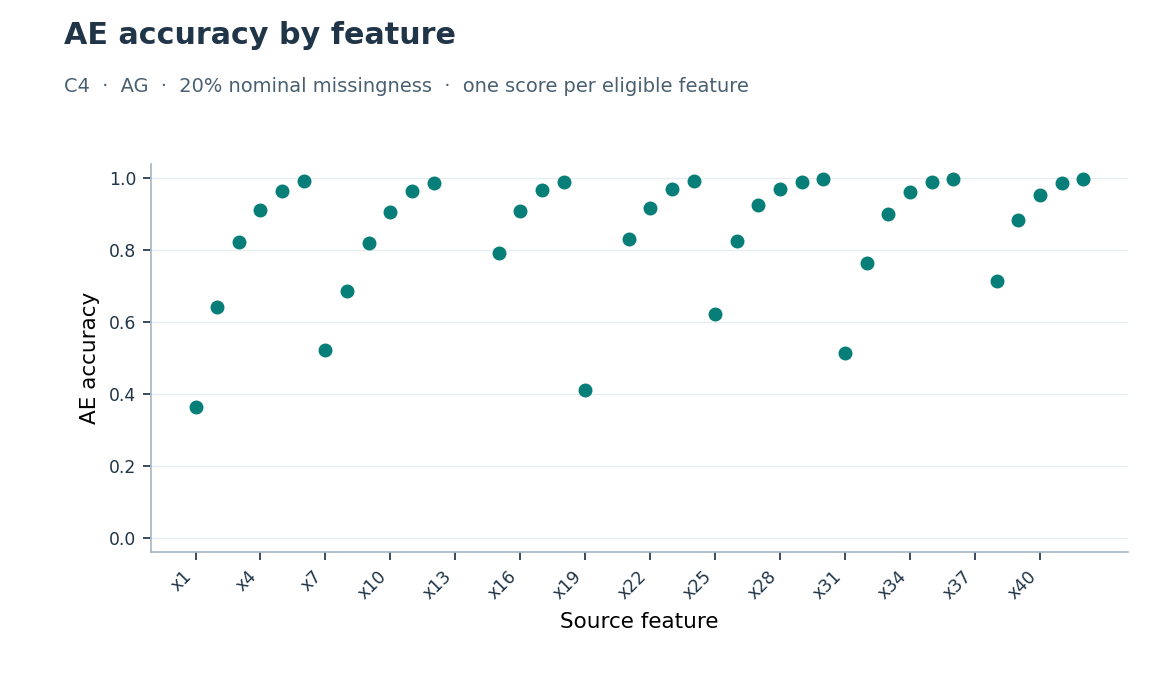 AE accuracy by feature
C4 · AG · 20% nominal missingness · one score per eligible feature
AE accuracy
1.0
0.8
0.6
0.4
0.2
0.0
x1 x4 x7 x10 x13 x16 x19 x22 x25 x28 x31 x34 x37 x40
Source feature